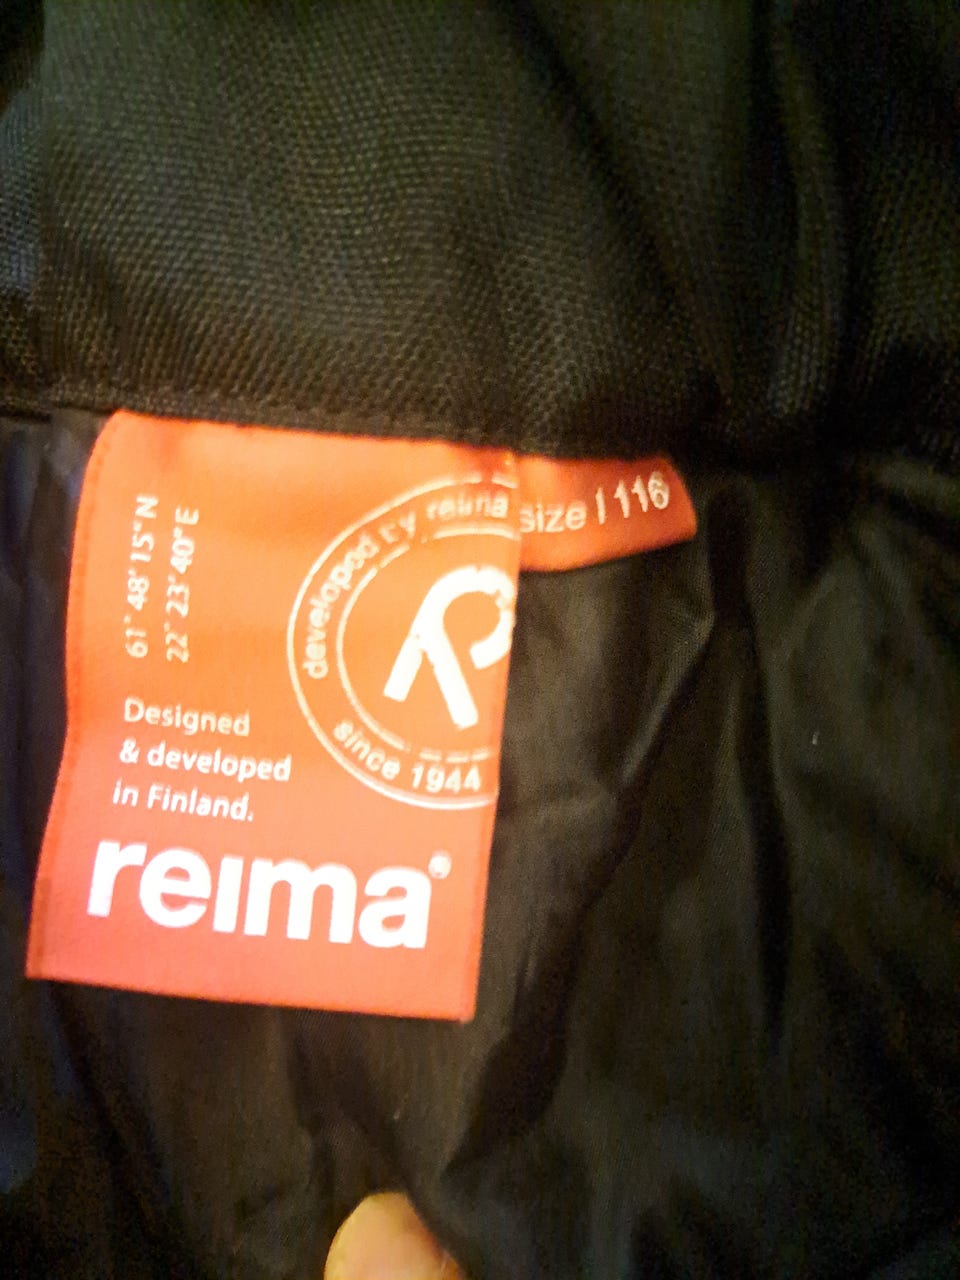 61° 48' 15"N
22° 23' 40"E
developed by reima
since 1944
size / 116
Designed
& developed
in Finland.
reima®